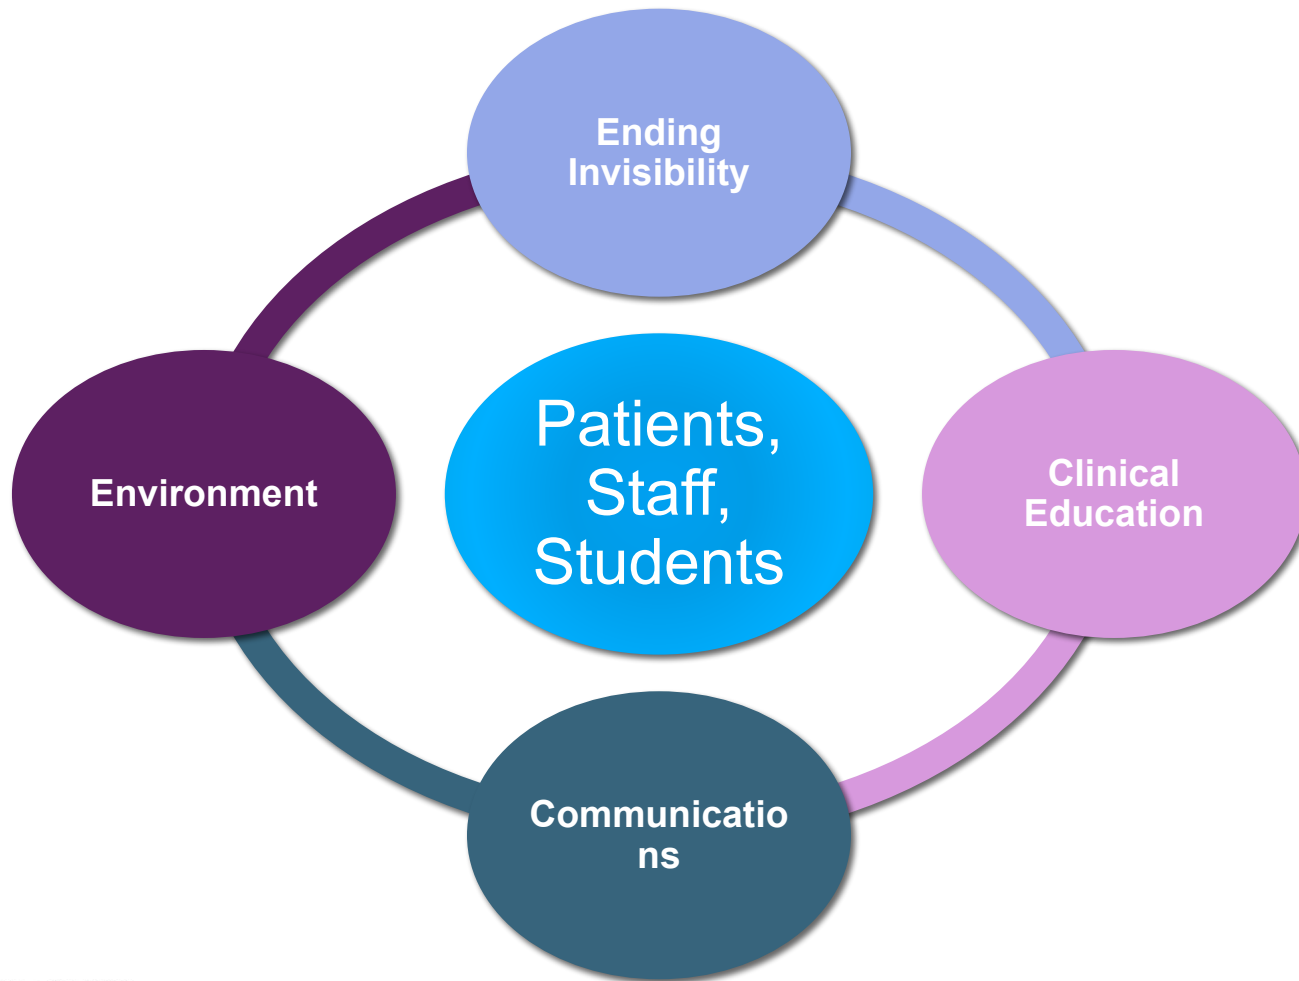 Ending
Invisibility
Environment
Patients,
Staff,
Students
Clinical
Education
Communicatio
ns